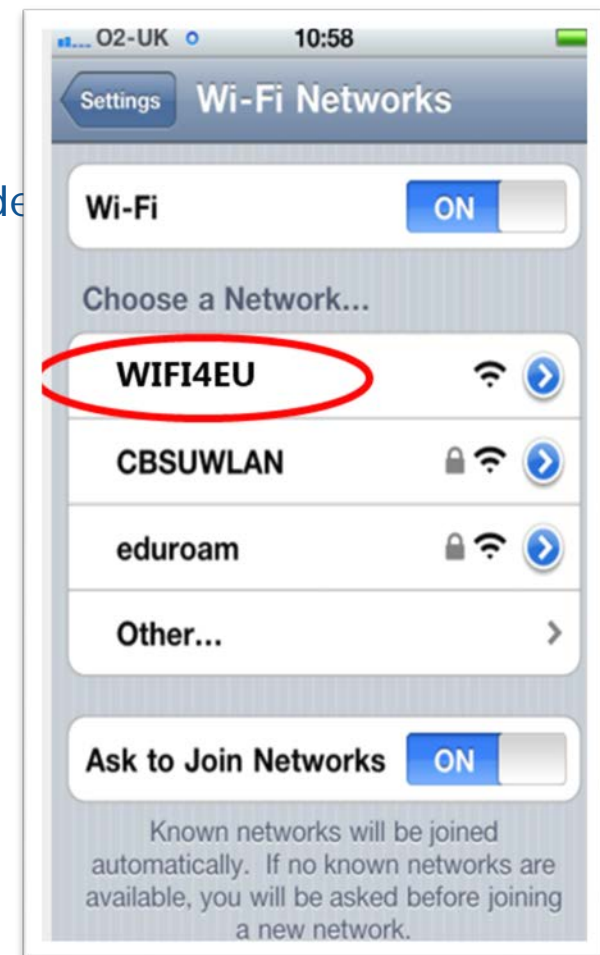 O2-UK 10:58
Settings Wi-Fi Networks
de
Wi-Fi ON
Choose a Network...
WIFI4EU
CBSUWLAN
eduroam
Other...
Ask to Join Networks ON
Known networks will be joined
automatically. If no known networks are
available, you will be asked before joining
a new network.